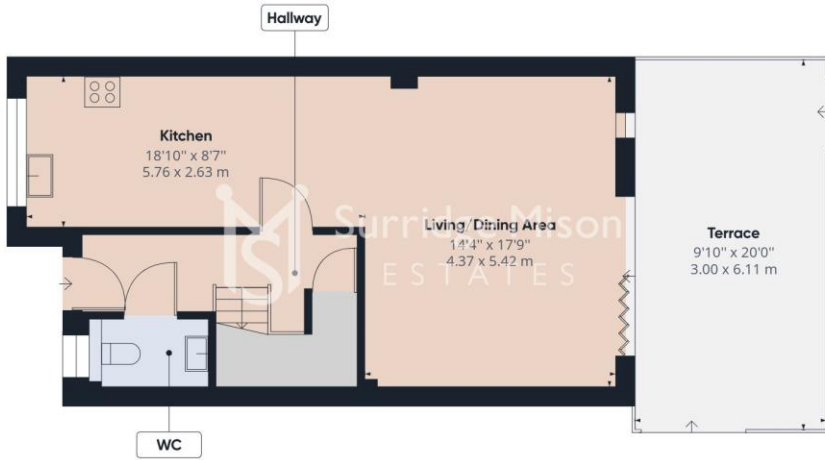 Hallway
Kitchen
18'10" x 8'7"
5.76 x 2.63 m
Living/Dining Area
14'4" x 17'9"
4.37 x 5.42 m
Terrace
9'10" x 20'0"
3.00 x 6.11 m
Surridge Mison
ESTATES
WC